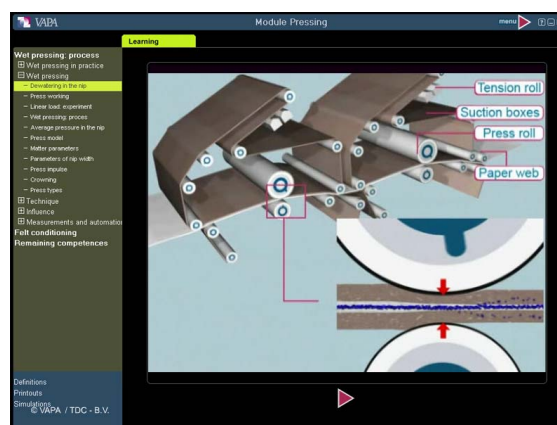 VAPA
Module Pressing
menu
Learning
Wet pressing: process
Wet pressing in practice
Wet pressing
Dewatering in the nip
Press working
Linear load: experiment
Wet pressing: proces
Average pressure in the nip
Press model
Matter parameters
Parameters of nip width
Press impulse
Crowning
Press types
Technique
Influence
Measurements and automatio
Felt conditioning
Remaining competences
Tension roll
Suction boxes
Press roll
Paper web
Definitions
Printouts
Simulations
© VAPA / TDC - B.V.